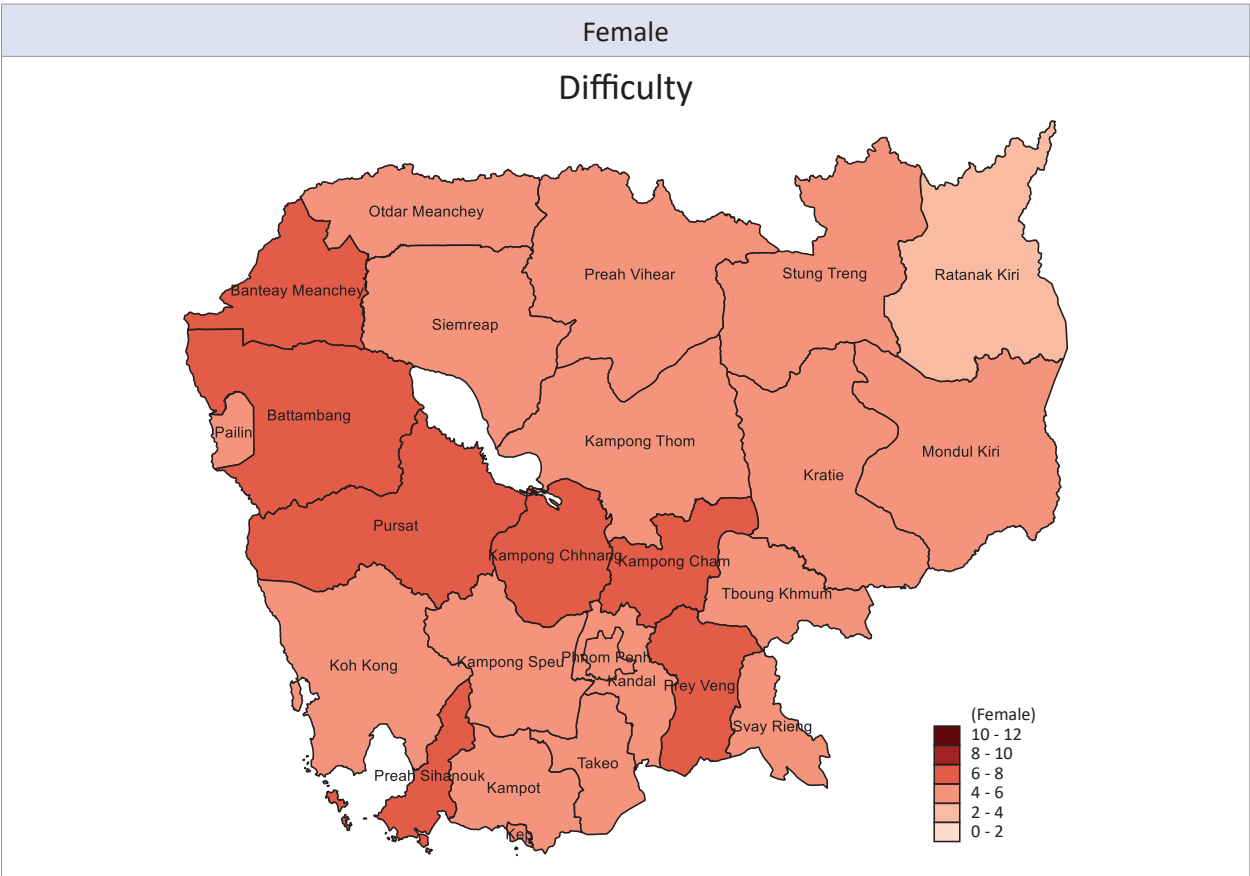 Female
Difficulty
Otdar Meanchey
Preah Vihear
Stung Treng
Ratanak Kiri
Banteay Meanchey
Siemreap
Battambang
Pailin
Kampong Thom
Mondul Kiri
Kratie
Pursat
Kampong Chhnang
Kampong Cham
Tboung Khmum
Koh Kong
Kampong Speu
Phnom Penh
Kandal
Prey Veng
Svay Rieng
Takeo
Preah Sihanouk
Kampot
Kep
(Female)
10 - 12
8 - 10
6 - 8
4 - 6
2 - 4
0 - 2